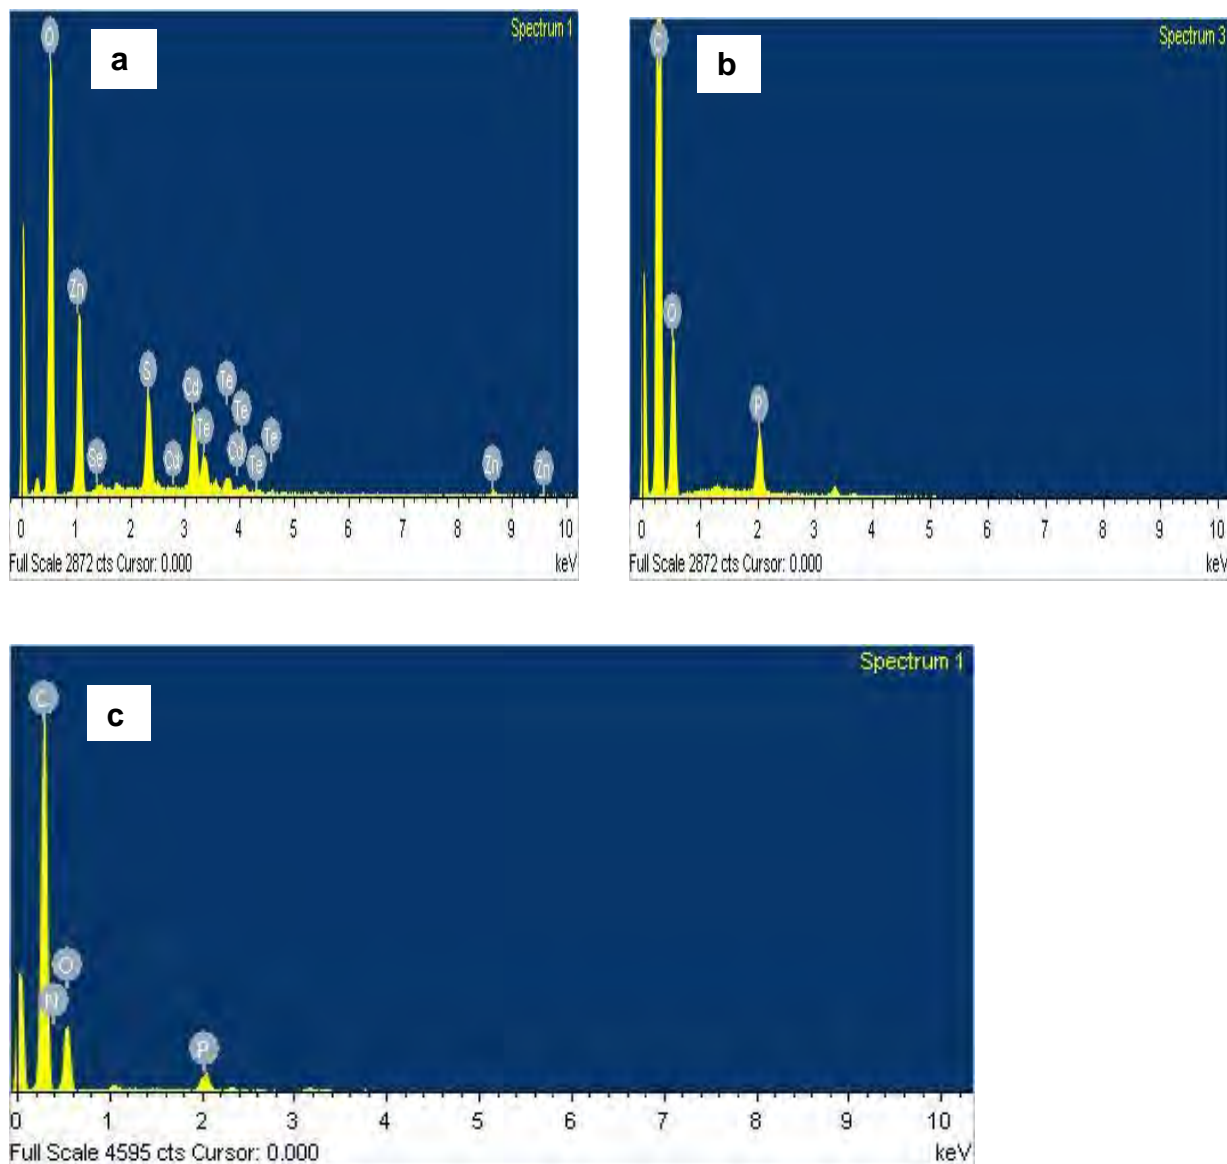 Spectrum 1
a
O
Zn
Se
S
Cd
Cd
Te
Te
Te
Cd
Te
Te
Zn
Zn
0 1 2 3 4 5 6 7 8 9 10
Full Scale 2872 cts Cursor: 0.000 keV
Spectrum 3
b
O
P
0 1 2 3 4 5 6 7 8 9 10
Full Scale 2872 cts Cursor: 0.000 keV
Spectrum 1
c
C
N
O
P
0 1 2 3 4 5 6 7 8 9 10
Full Scale 4595 cts Cursor: 0.000 keV